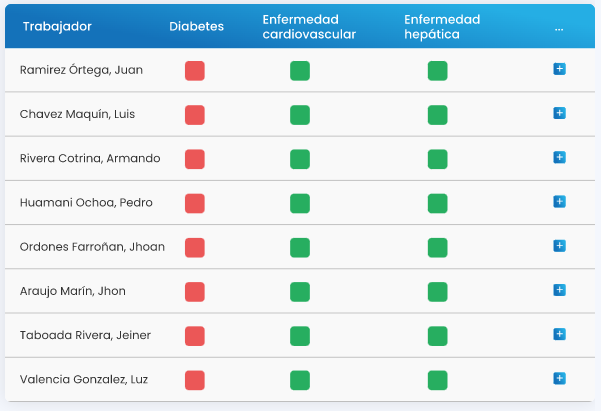 Trabajador Diabetes Enfermedad cardiovascular Enfermedad hepática ...
Ramirez Órtega, Juan
Chavez Maquín, Luis
Rivera Cotrina, Armando
Huamani Ochoa, Pedro
Ordones Farroñan, Jhoan
Araujo Marín, Jhon
Taboada Rivera, Jeiner
Valencia Gonzalez, Luz